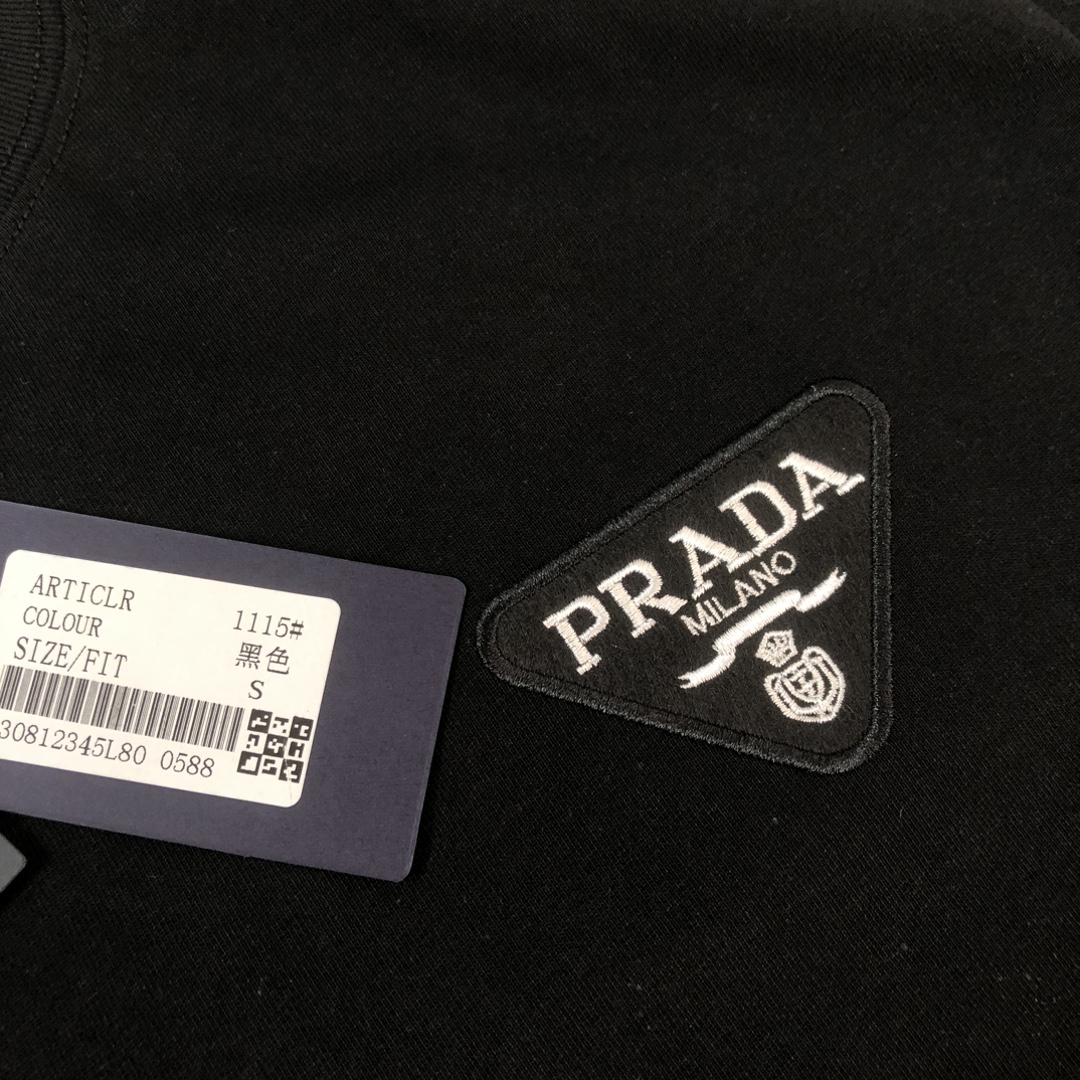 ARTICLR
COLOUR 1115#
SIZE/FIT 黑色
S
30812345L80 0588
PRADA
MILANO